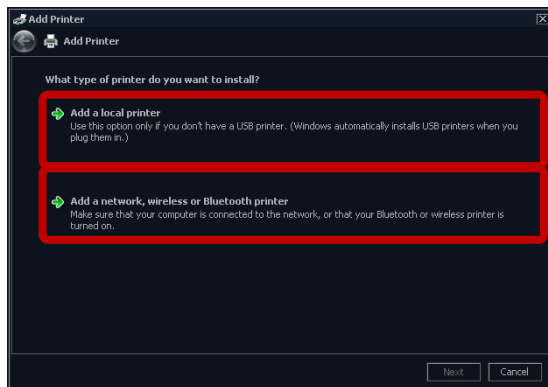 Add Printer
Add Printer
What type of printer do you want to install?
Add a local printer
Use this option only if you don't have a USB printer. (Windows automatically installs USB printers when you
plug them in.)
Add a network, wireless or Bluetooth printer
Make sure that your computer is connected to the network, or that your Bluetooth or wireless printer is
turned on.
Next
Cancel